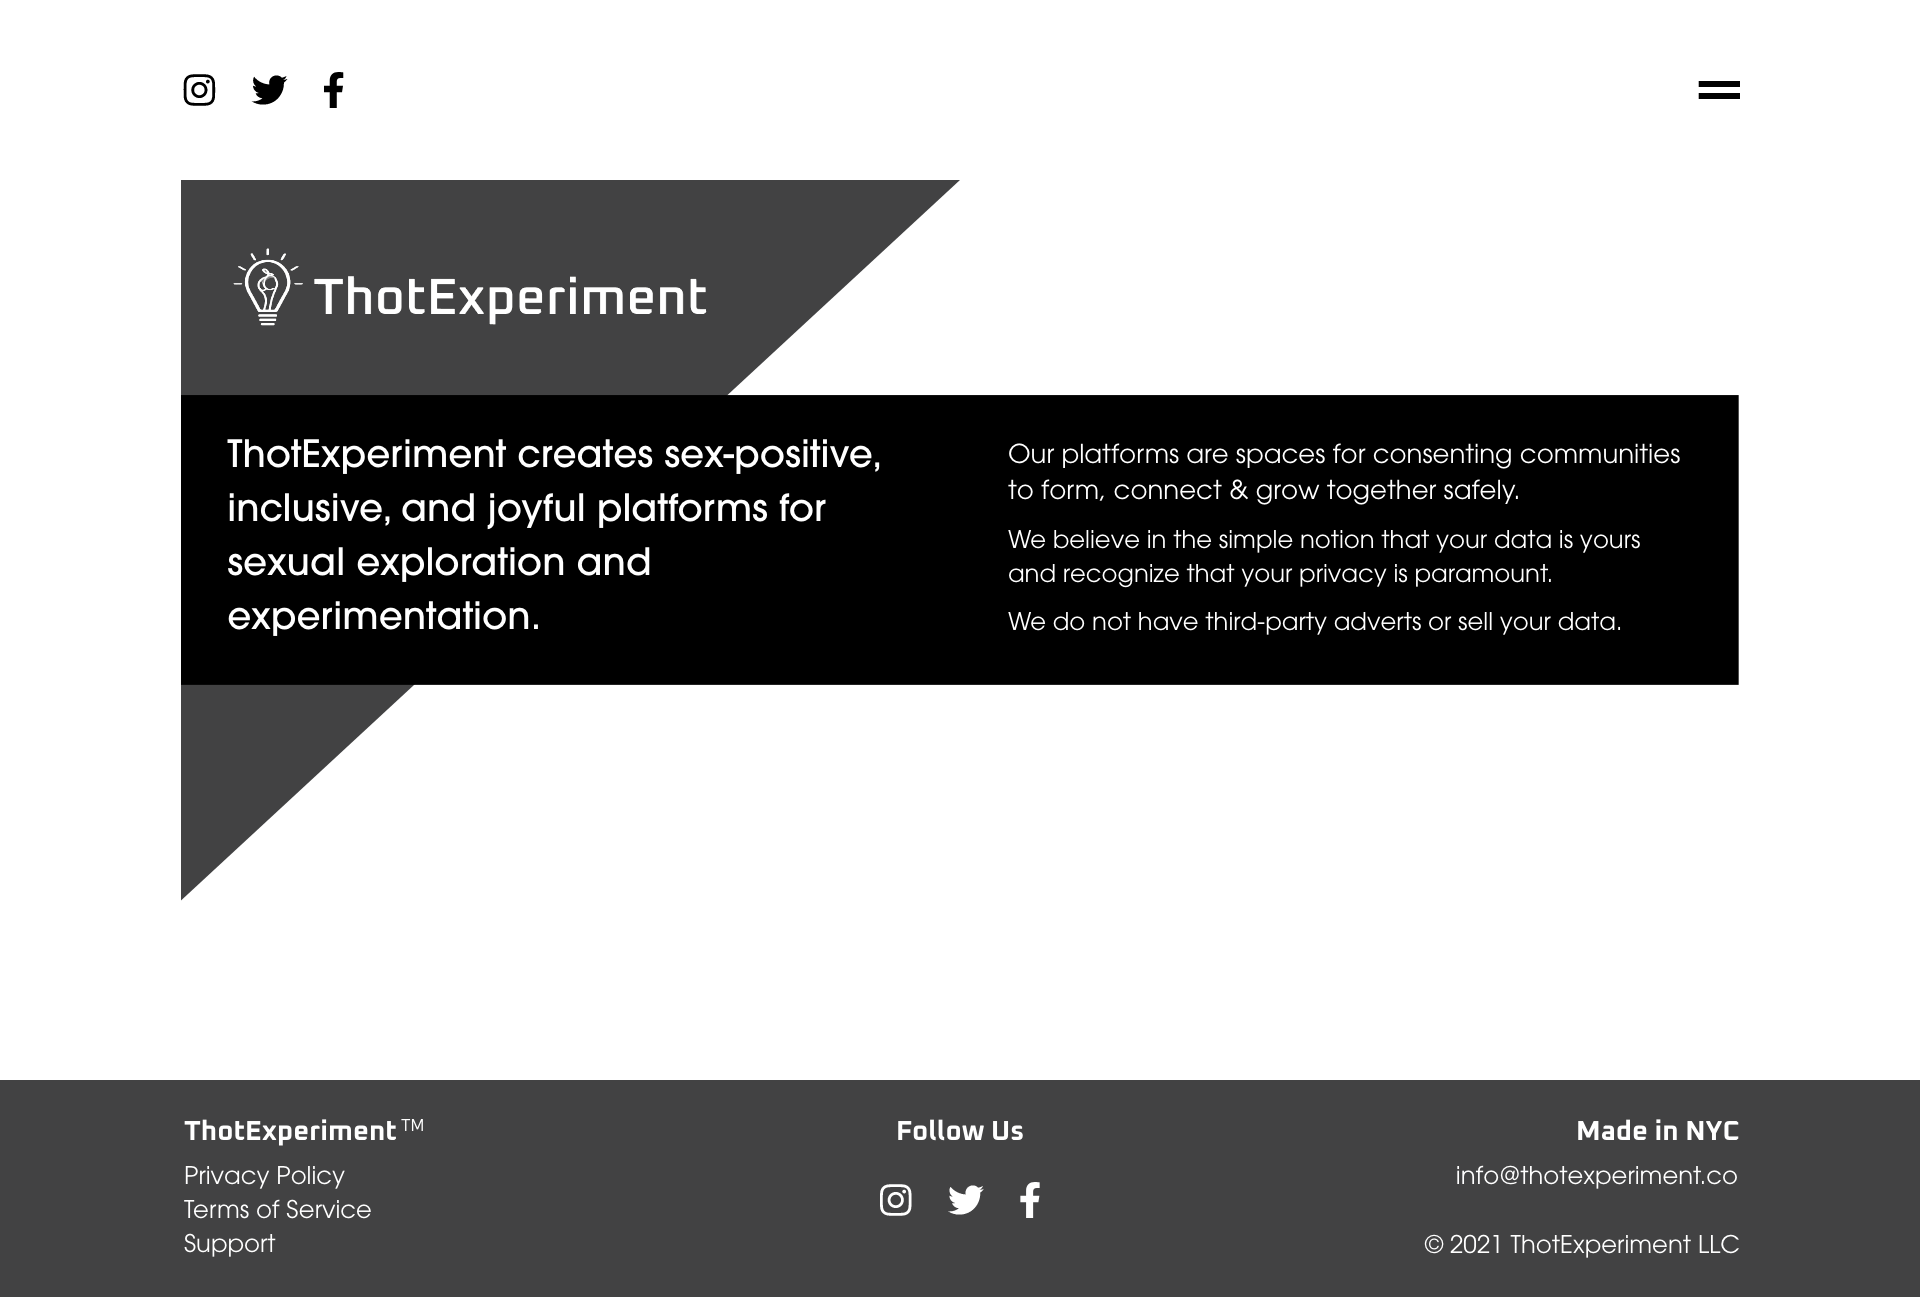 ThotExperiment
ThotExperiment creates sex-positive,
inclusive, and joyful platforms for
sexual exploration and
experimentation.
Our platforms are spaces for consenting communities
to form, connect & grow together safely.
We believe in the simple notion that your data is yours
and recognize that your privacy is paramount.
We do not have third-party adverts or sell your data.
ThotExperiment™
Privacy Policy
Terms of Service
Support
Follow Us
Made in NYC
info@thotexperiment.co
© 2021 ThotExperiment LLC